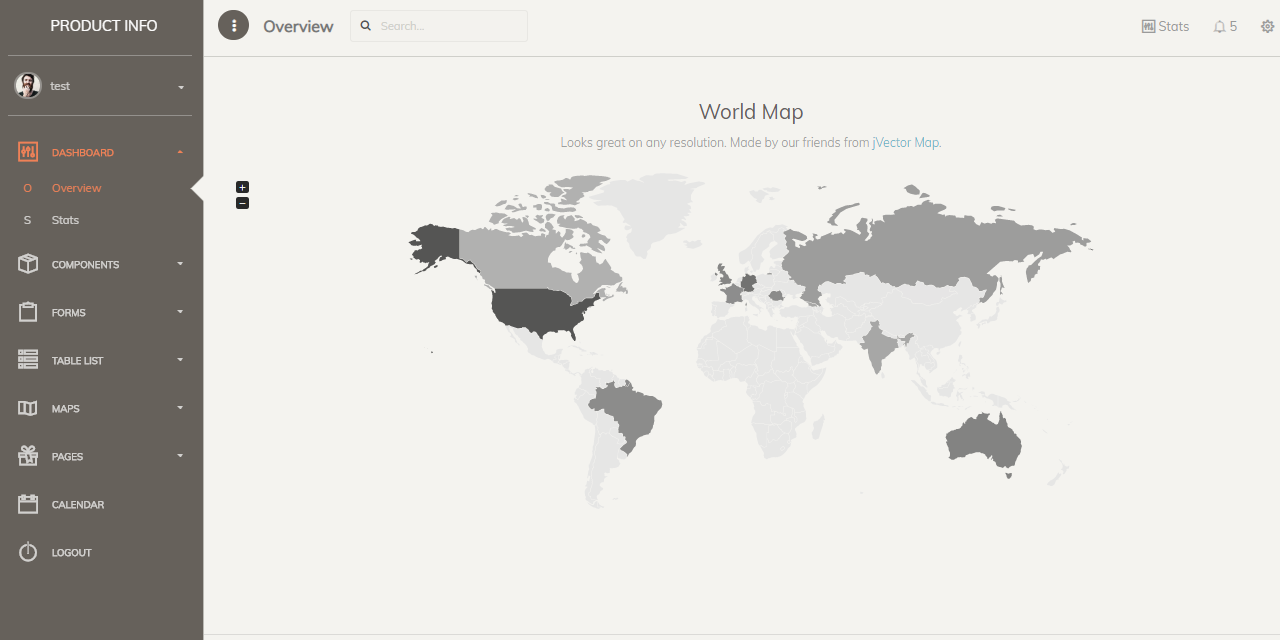 PRODUCT INFO
test
DASHBOARD
O Overview
S Stats
COMPONENTS
FORMS
TABLE LIST
MAPS
PAGES
CALENDAR
LOGOUT
Overview
Search...
Stats
5
World Map
Looks great on any resolution. Made by our friends from jVector Map.
+
−